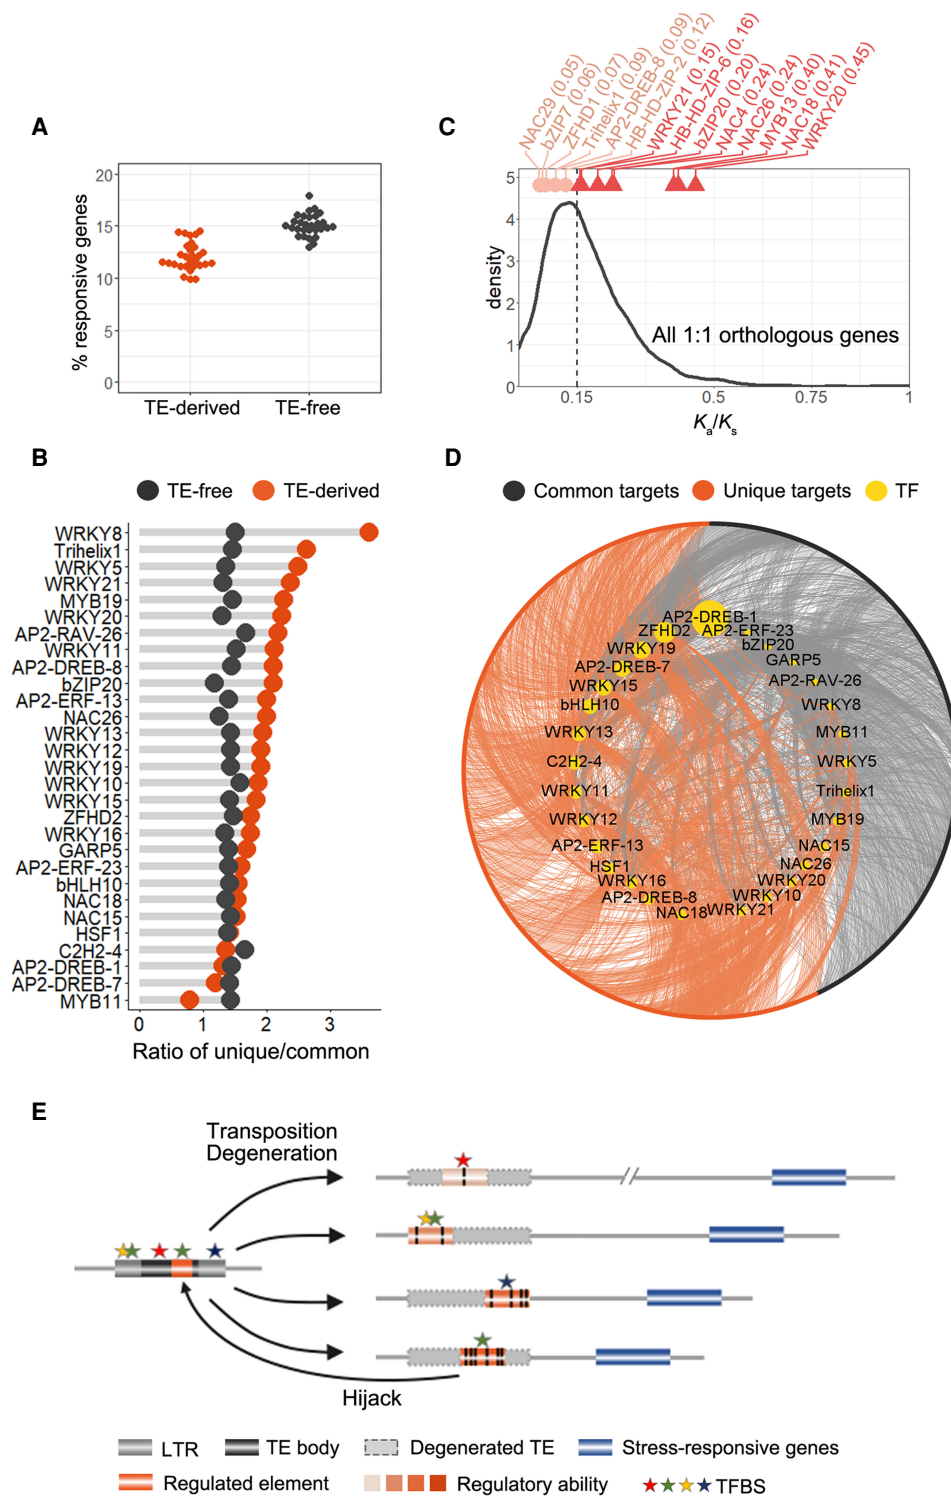 A
20
15
10
5
0
% responsive genes
TE-derived
TE-free
C
NAC29 (0.05)
bZIP7 (0.06)
ZFHD1 (0.07)
Trihelix1 (0.09)
AP2-DREB-8 (0.09)
HB-HD-ZIP-2 (0.12)
WRKY21 (0.15)
HB-HD-ZIP-6 (0.16)
bZIP20 (0.20)
NAC4 (0.24)
NAC26 (0.24)
MYB13 (0.40)
NAC18 (0.41)
WRKY20 (0.45)
5
4
3
2
1
0
density
All 1:1 orthologous genes
0.15
0.5
0.75
1
Ka/Ks
B
TE-free
TE-derived
WRKY8
Trihelix1
WRKY5
WRKY21
MYB19
WRKY20
AP2-RAV-26
WRKY11
AP2-DREB-8
bZIP20
AP2-ERF-13
NAC26
WRKY13
WRKY12
WRKY19
WRKY10
WRKY15
ZFHD2
WRKY16
GARP5
AP2-ERF-23
bHLH10
NAC18
NAC15
HSF1
C2H2-4
AP2-DREB-1
AP2-DREB-7
MYB11
0 1 2 3
Ratio of unique/common
D
Common targets
Unique targets
TF
AP2-DREB-1
ZFHD2
AP2-ERF-23
WRKY19
bZIP20
AP2-DREB-7
GARP5
WRKY15
AP2-RAV-26
bHLH10
WRKY8
WRKY13
MYB11
C2H2-4
WRKY5
WRKY11
Trihelix1
WRKY12
MYB19
AP2-ERF-13
NAC15
HSF1
NAC26
WRKY16
WRKY20
AP2-DREB-8
WRKY10
NAC18
WRKY21
E
Transposition
Degeneration
Hijack
LTR
TE body
Degenerated TE
Stress-responsive genes
Regulated element
Regulatory ability
TFBS